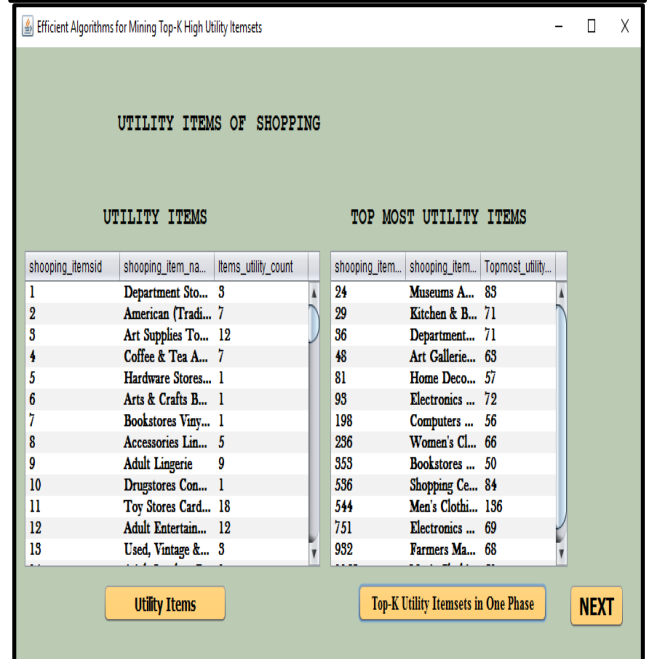 Efficient Algorithms for Mining Top-K High Utility Itemsets
UTILITY ITEMS OF SHOPPING
UTILITY ITEMS
shooping_itemsid shooping_item_na... Items_utility_count
1 Department Sto... 3
2 American (Tradi... 7
3 Art Supplies To... 12
4 Coffee & Tea A... 7
5 Hardware Stores... 1
6 Arts & Crafts B... 1
7 Bookstores Viny... 1
8 Accessories Lin... 5
9 Adult Lingerie 9
10 Drugstores Con... 1
11 Toy Stores Card... 18
12 Adult Entertain... 12
13 Used, Vintage &... 3
Utility Items
TOP MOST UTILITY ITEMS
shooping_item... shooping_item... Topmost_utility...
24 Museums A... 83
29 Kitchen & B... 71
36 Department... 71
48 Art Gallerie... 63
81 Home Deco... 57
93 Electronics ... 72
198 Computers ... 56
236 Women's Cl... 66
353 Bookstores ... 50
536 Shopping Ce... 84
544 Men's Clothi... 136
751 Electronics ... 69
932 Farmers Ma... 68
Top-K Utility Itemsets in One Phase
NEXT